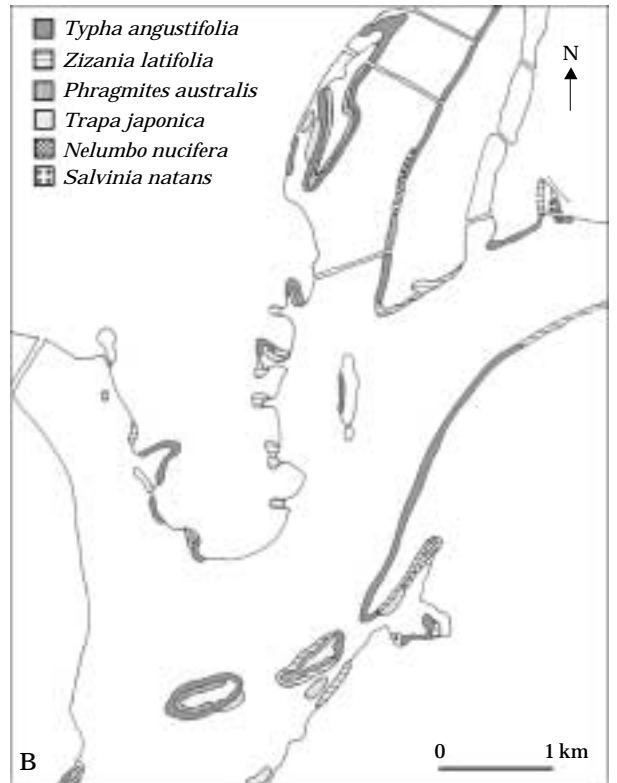 Typha angustifolia
Zizania latifolia
Phragmites australis
Trapa japonica
Nelumbo nucifera
Salvinia natans
N
B
0 1 km